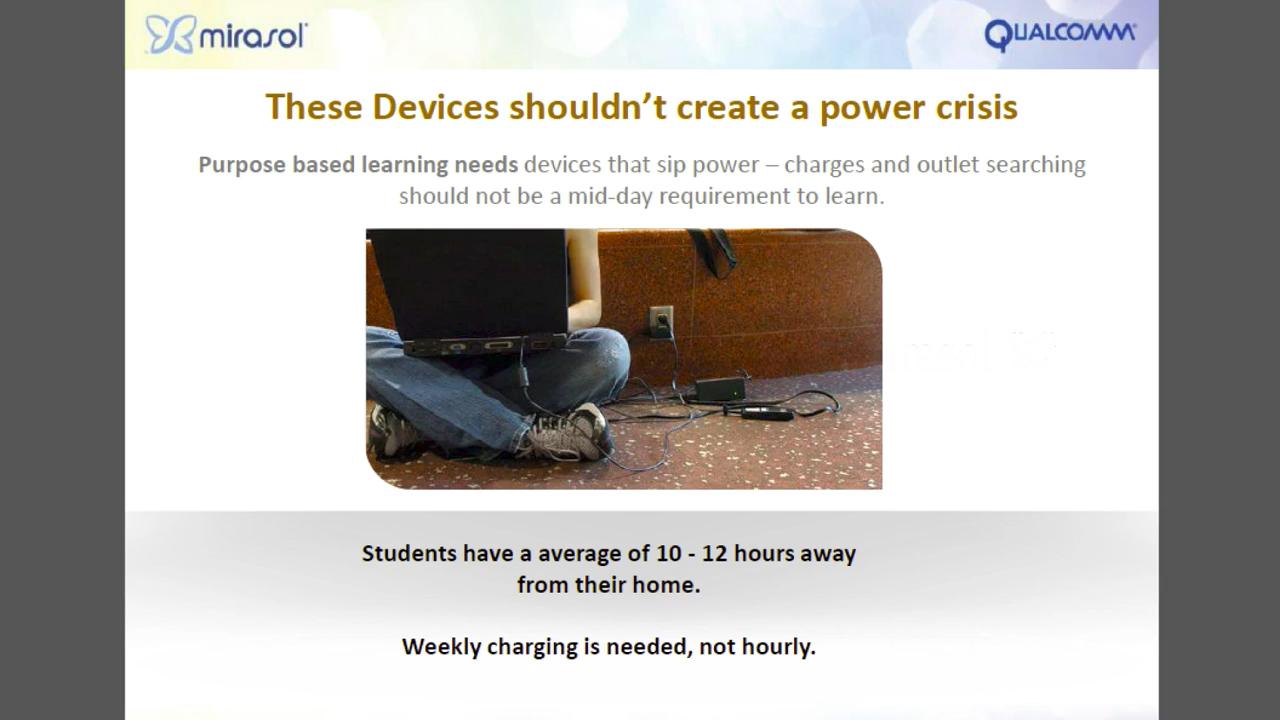 mirasol
QUALCOMM
These Devices shouldn't create a power crisis
Purpose based learning needs devices that sip power – charges and outlet searching
should not be a mid-day requirement to learn.
Students have a average of 10 - 12 hours away
from their home.
Weekly charging is needed, not hourly.